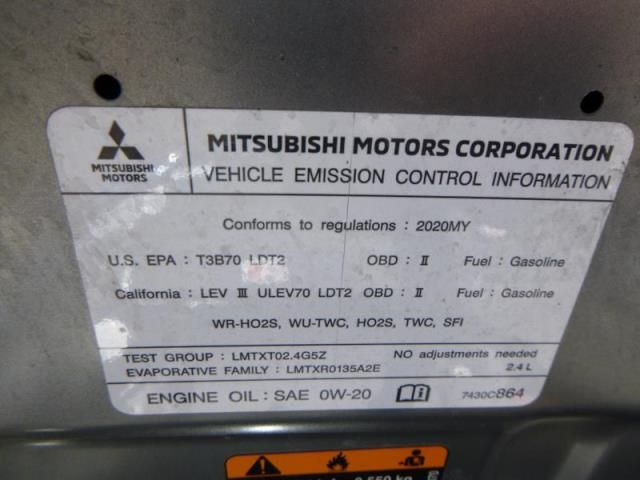 MITSUBISHI
MOTORS
MITSUBISHI MOTORS CORPORATION
VEHICLE EMISSION CONTROL INFORMATION
Conforms to regulations : 2020MY
U.S. EPA : T3B70 LDT2 OBD : II Fuel : Gasoline
California : LEV III ULEV70 LDT2 OBD : II Fuel : Gasoline
WR-HO2S, WU-TWC, HO2S, TWC, SFI
TEST GROUP : LMTXT02.4G5Z NO adjustments needed
EVAPORATIVE FAMILY : LMTXR0135A2E 2.4 L
ENGINE OIL : SAE 0W-20 7430C864